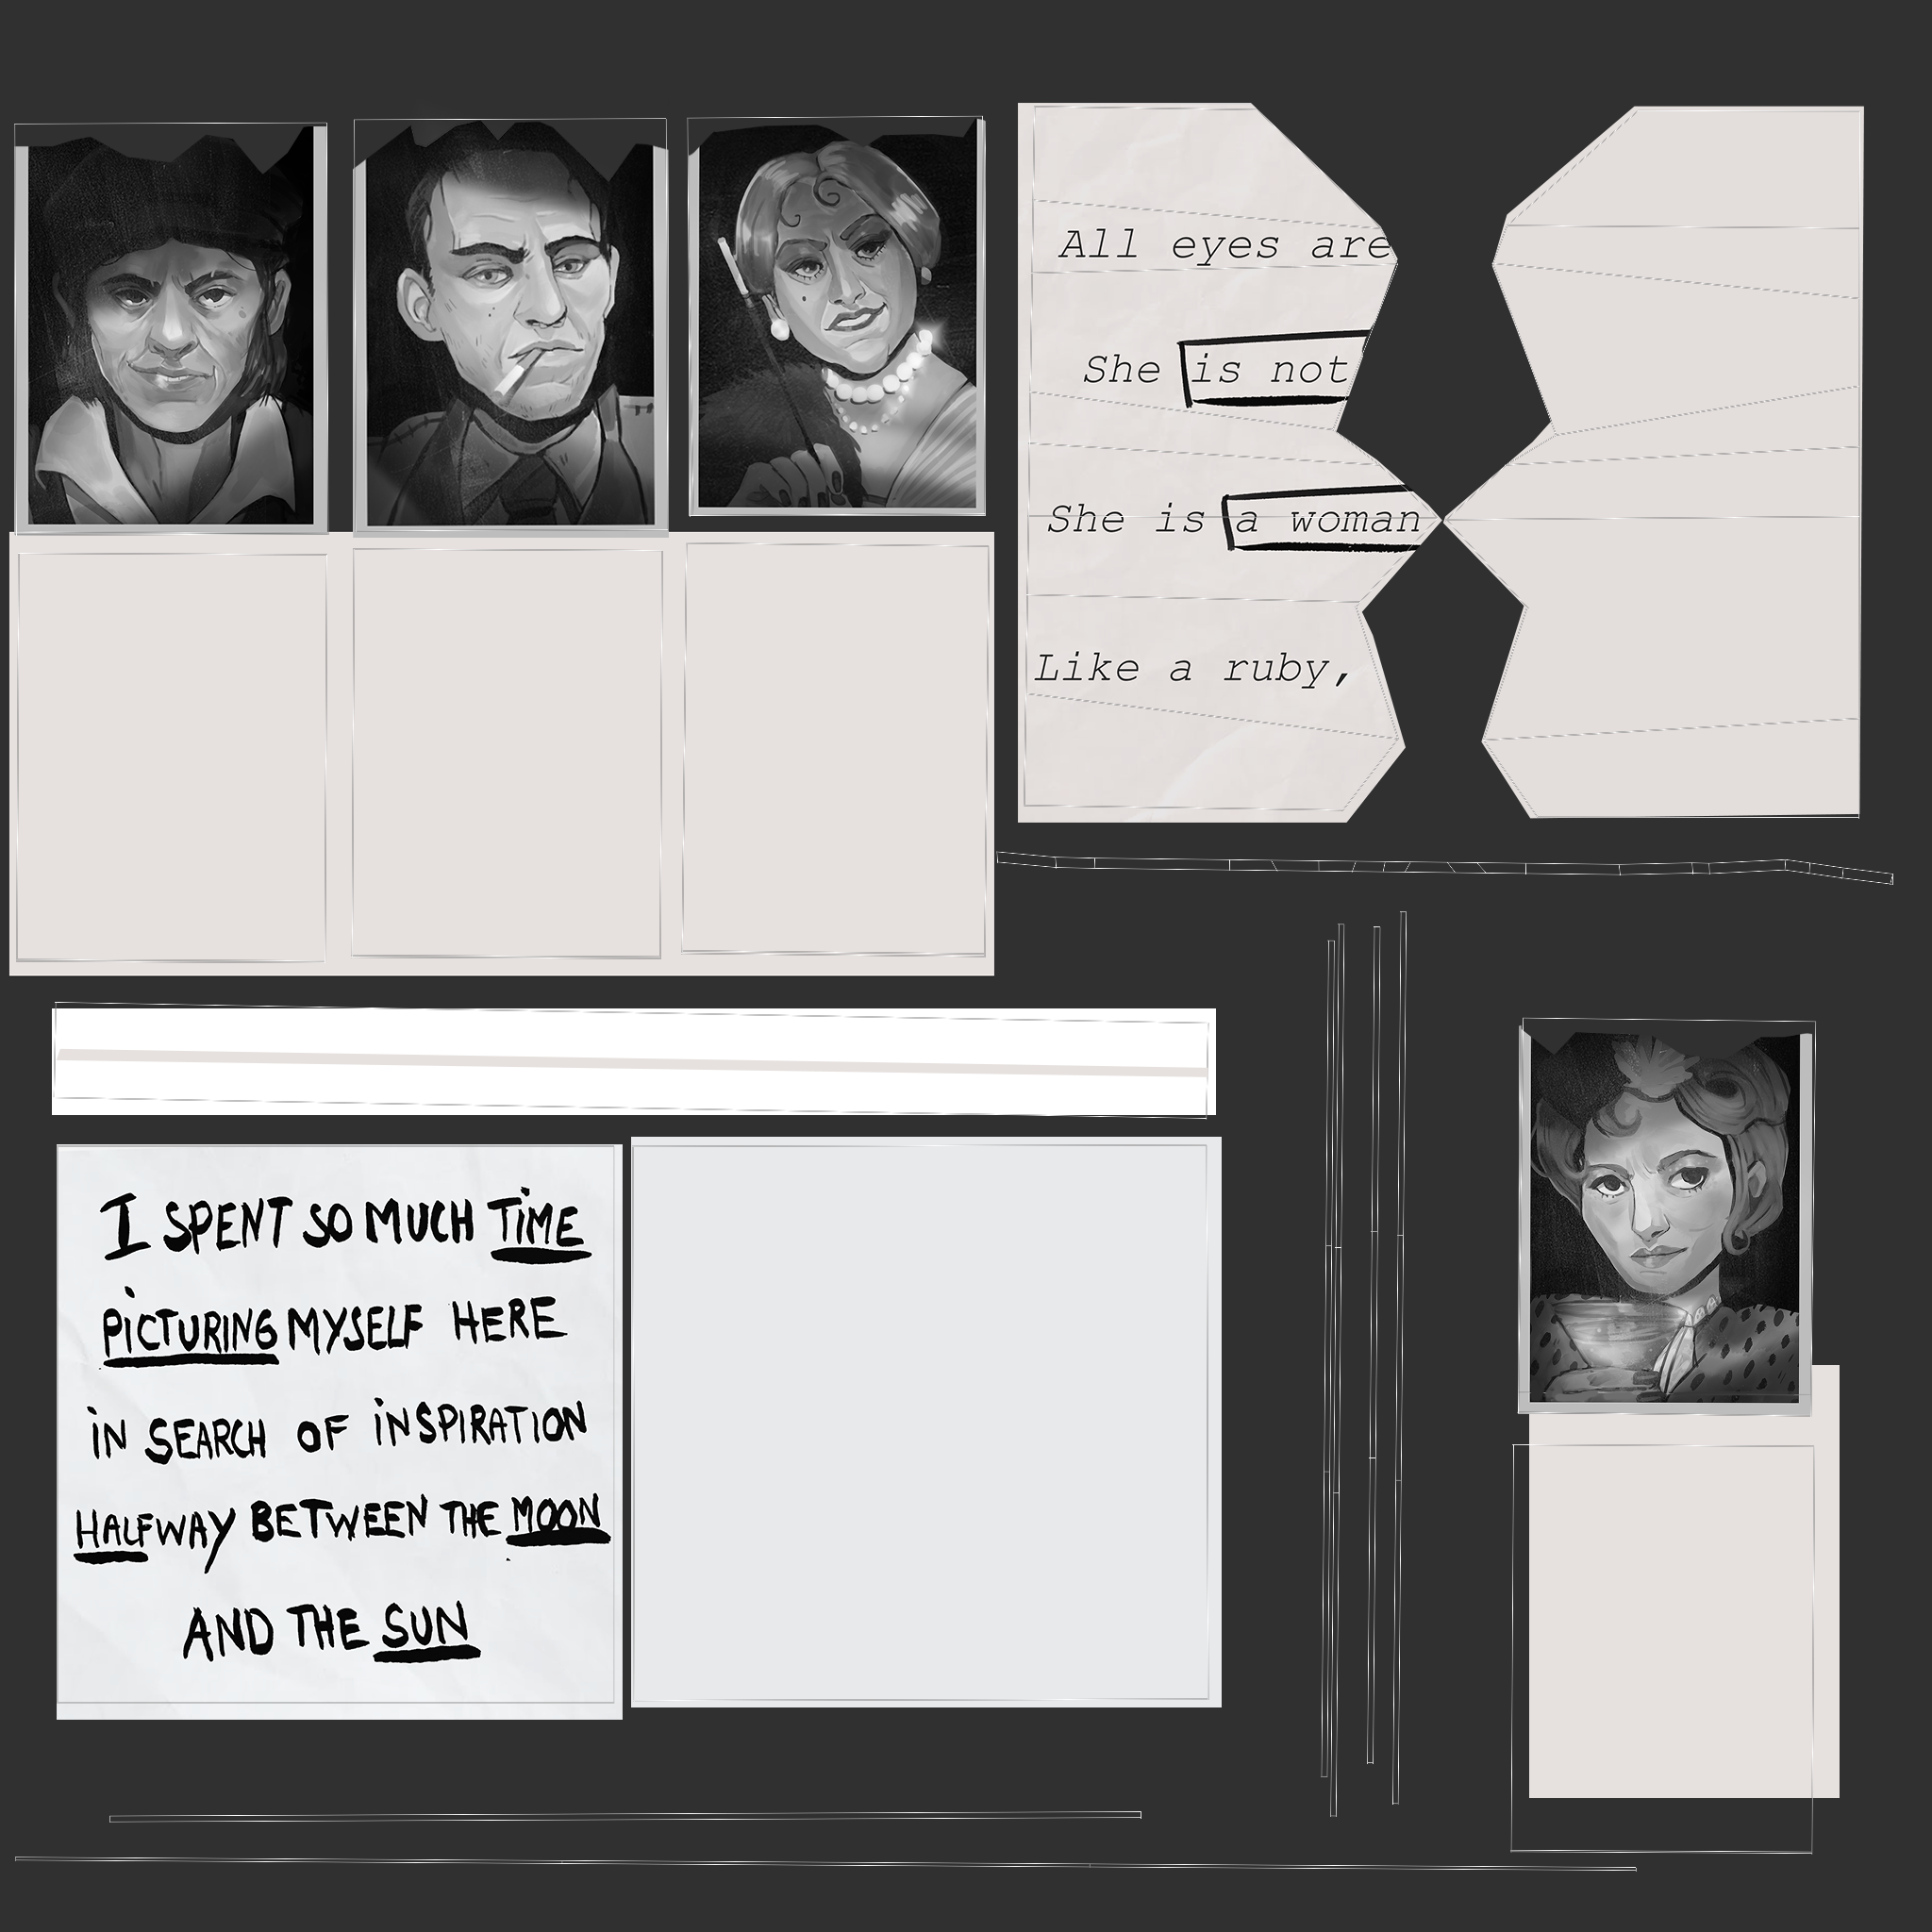 All eyes are
She is not
She is a woman
Like a ruby,
I SPENT SO MUCH TIME
PICTURING MYSELF HERE
IN SEARCH OF INSPIRATION
HALFWAY BETWEEN THE MOON
AND THE SUN